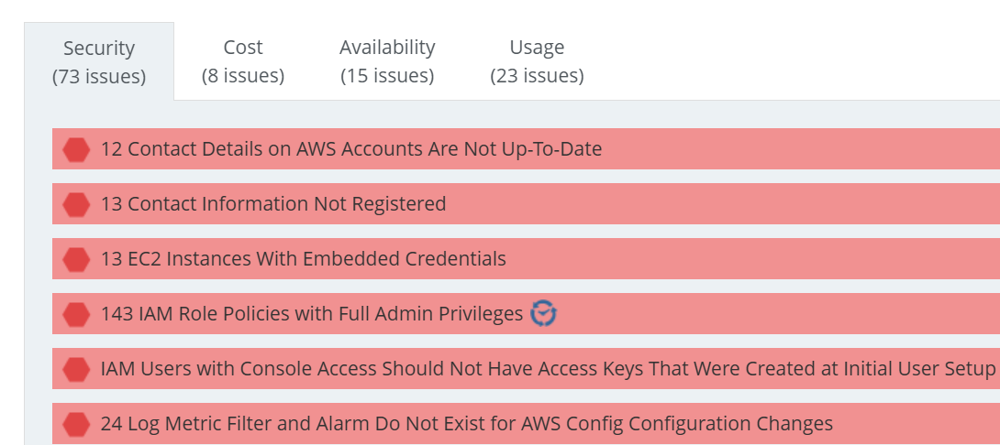 Security Cost Availability Usage
(73 issues) (8 issues) (15 issues) (23 issues)
12 Contact Details on AWS Accounts Are Not Up-To-Date
13 Contact Information Not Registered
13 EC2 Instances With Embedded Credentials
143 IAM Role Policies with Full Admin Privileges
IAM Users with Console Access Should Not Have Access Keys That Were Created at Initial User Setup
24 Log Metric Filter and Alarm Do Not Exist for AWS Config Configuration Changes